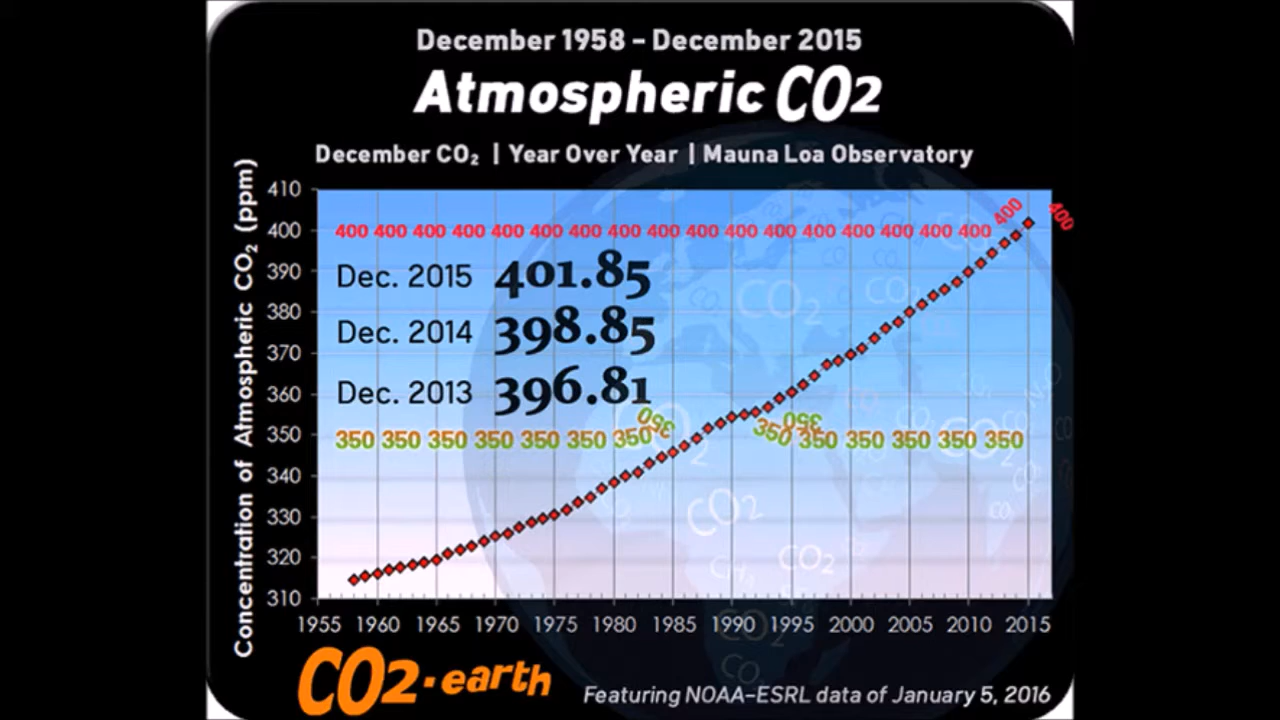 December 1958 – December 2015
Atmospheric CO2
December CO₂ | Year Over Year | Mauna Loa Observatory
Concentration of Atmospheric CO₂ (ppm)
410
400
390
380
370
360
350
340
330
320
310
400 400 400 400 400 400 400 400 400 400 400 400 400 400 400 400 400 400 400
Dec. 2015 401.85
Dec. 2014 398.85
Dec. 2013 396.81
350 350 350 350 350 350 350 350 350 350 350 350 350 350 350
CO₂
CO₂
CO₂
CO₂
1955 1960 1965 1970 1975 1980 1985 1990 1995 2000 2005 2010 2015
CO2·earth
Featuring NOAA–ESRL data of January 5, 2016